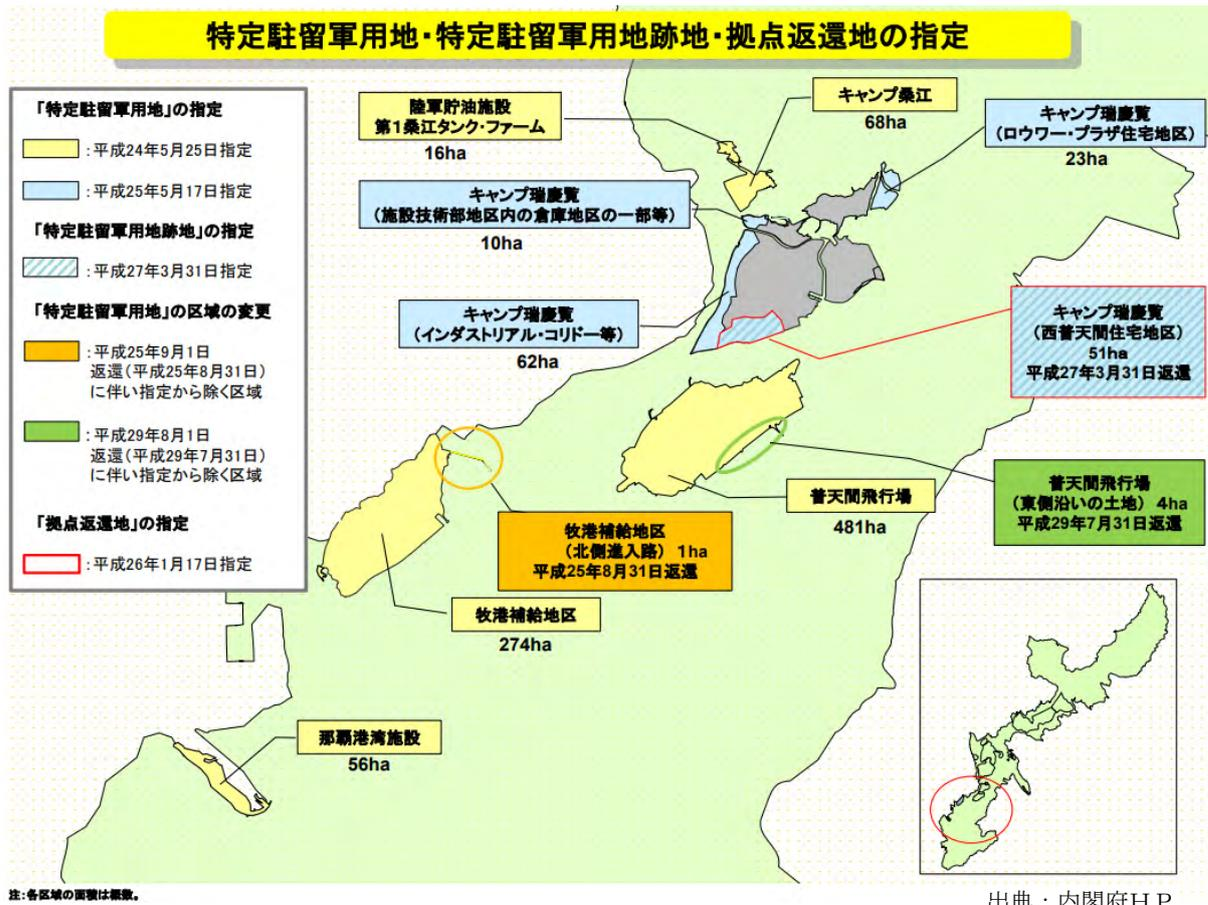 特定駐留軍用地・特定駐留軍用地跡地・拠点返還地の指定
「特定駐留軍用地」の指定
：平成24年5月25日指定
：平成25年5月17日指定
「特定駐留軍用地跡地」の指定
：平成27年3月31日指定
「特定駐留軍用地」の区域の変更
：平成25年9月1日
返還（平成25年8月31日）
に伴い指定から除く区域
：平成29年8月1日
返還（平成29年7月31日）
に伴い指定から除く区域
「拠点返還地」の指定
：平成26年1月17日指定
陸軍貯油施設
第1桑江タンク・ファーム
16ha
キャンプ桑江
68ha
キャンプ瑞慶覧
（ロウワー・プラザ住宅地区）
23ha
キャンプ瑞慶覧
（施設技術部地区内の倉庫地区の一部等）
10ha
キャンプ瑞慶覧
（インダストリアル・コリドー等）
62ha
キャンプ瑞慶覧
（西普天間住宅地区）
51ha
平成27年3月31日返還
普天間飛行場
481ha
普天間飛行場
（東側沿いの土地） 4ha
平成29年7月31日返還
牧港補給地区
（北側進入路） 1ha
平成25年8月31日返還
牧港補給地区
274ha
那覇港湾施設
56ha
注：各区域の面積は概数。
出典：内閣府ＨＰ